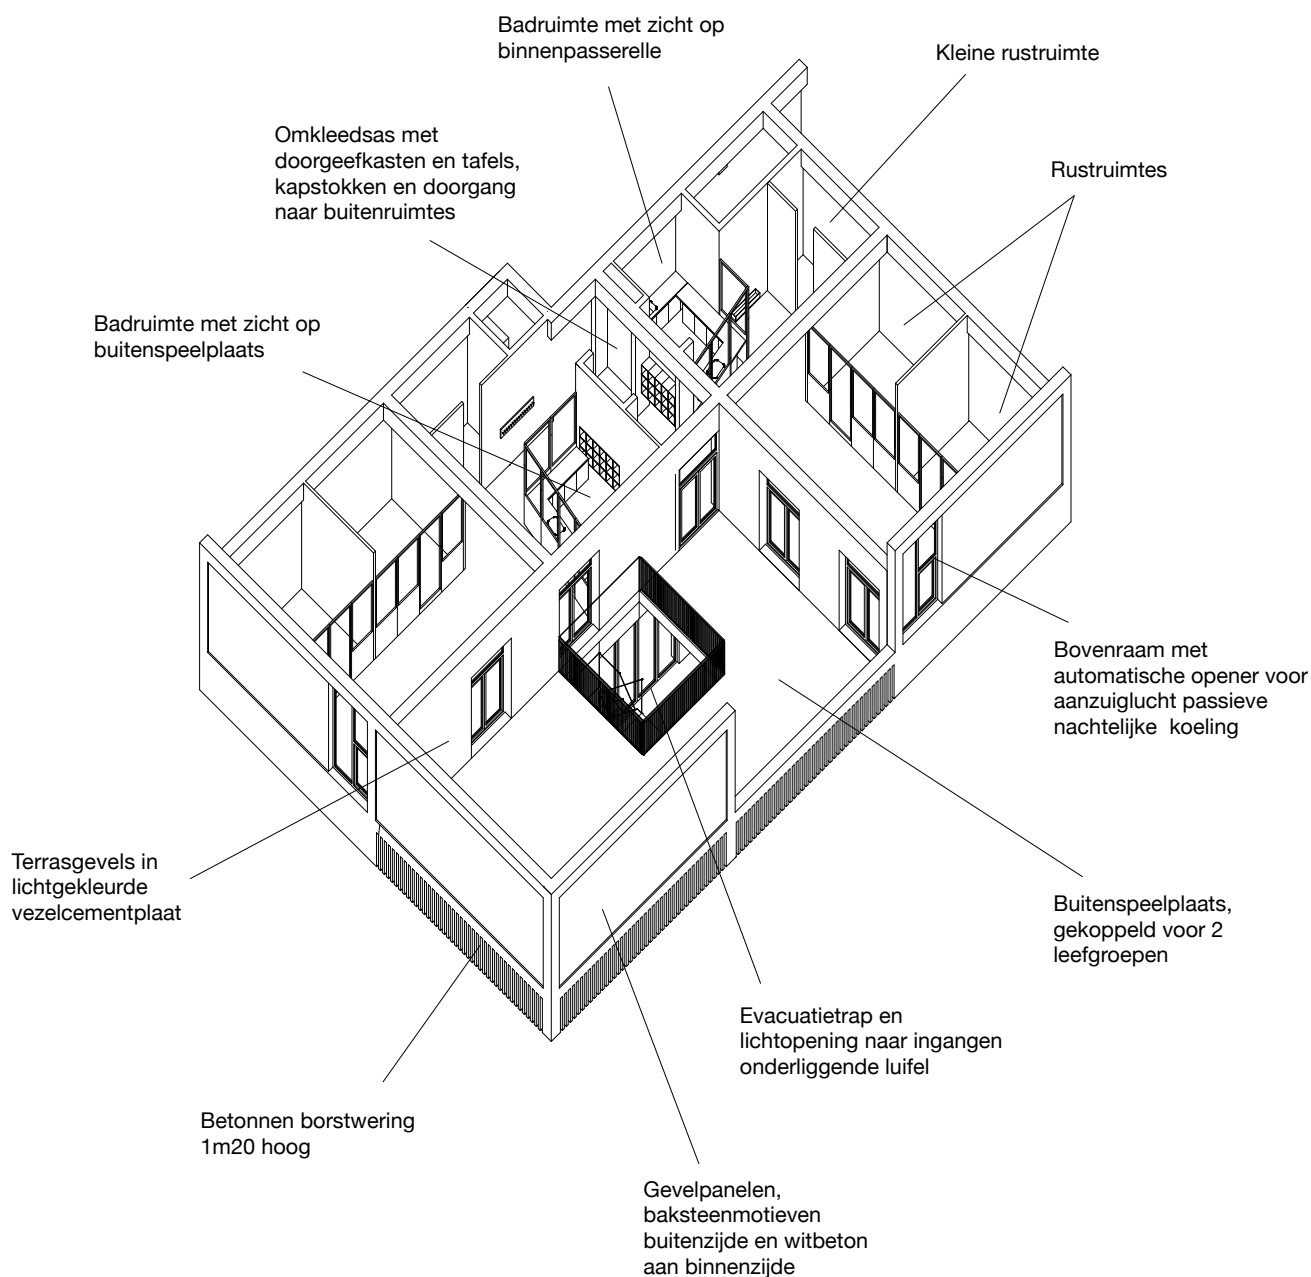 Badruimte met zicht op
binnenpasserelle
Kleine rustruimte
Omkleedsas met
doorgeefkasten en tafels,
kapstokken en doorgang
naar buitenruimtes
Rustruimtes
Badruimte met zicht op
buitenspeelplaats
Bovenraam met
automatische opener voor
aanzuiglucht passieve
nachtelijke  koeling
Terrasgevels in
lichtgekleurde
vezelcementplaat
Buitenspeelplaats,
gekoppeld voor 2
leefgroepen
Evacuatietrap en
lichtopening naar ingangen
onderliggende luifel
Betonnen borstwering
1m20 hoog
Gevelpanelen,
baksteenmotieven
buitenzijde en witbeton
aan binnenzijde